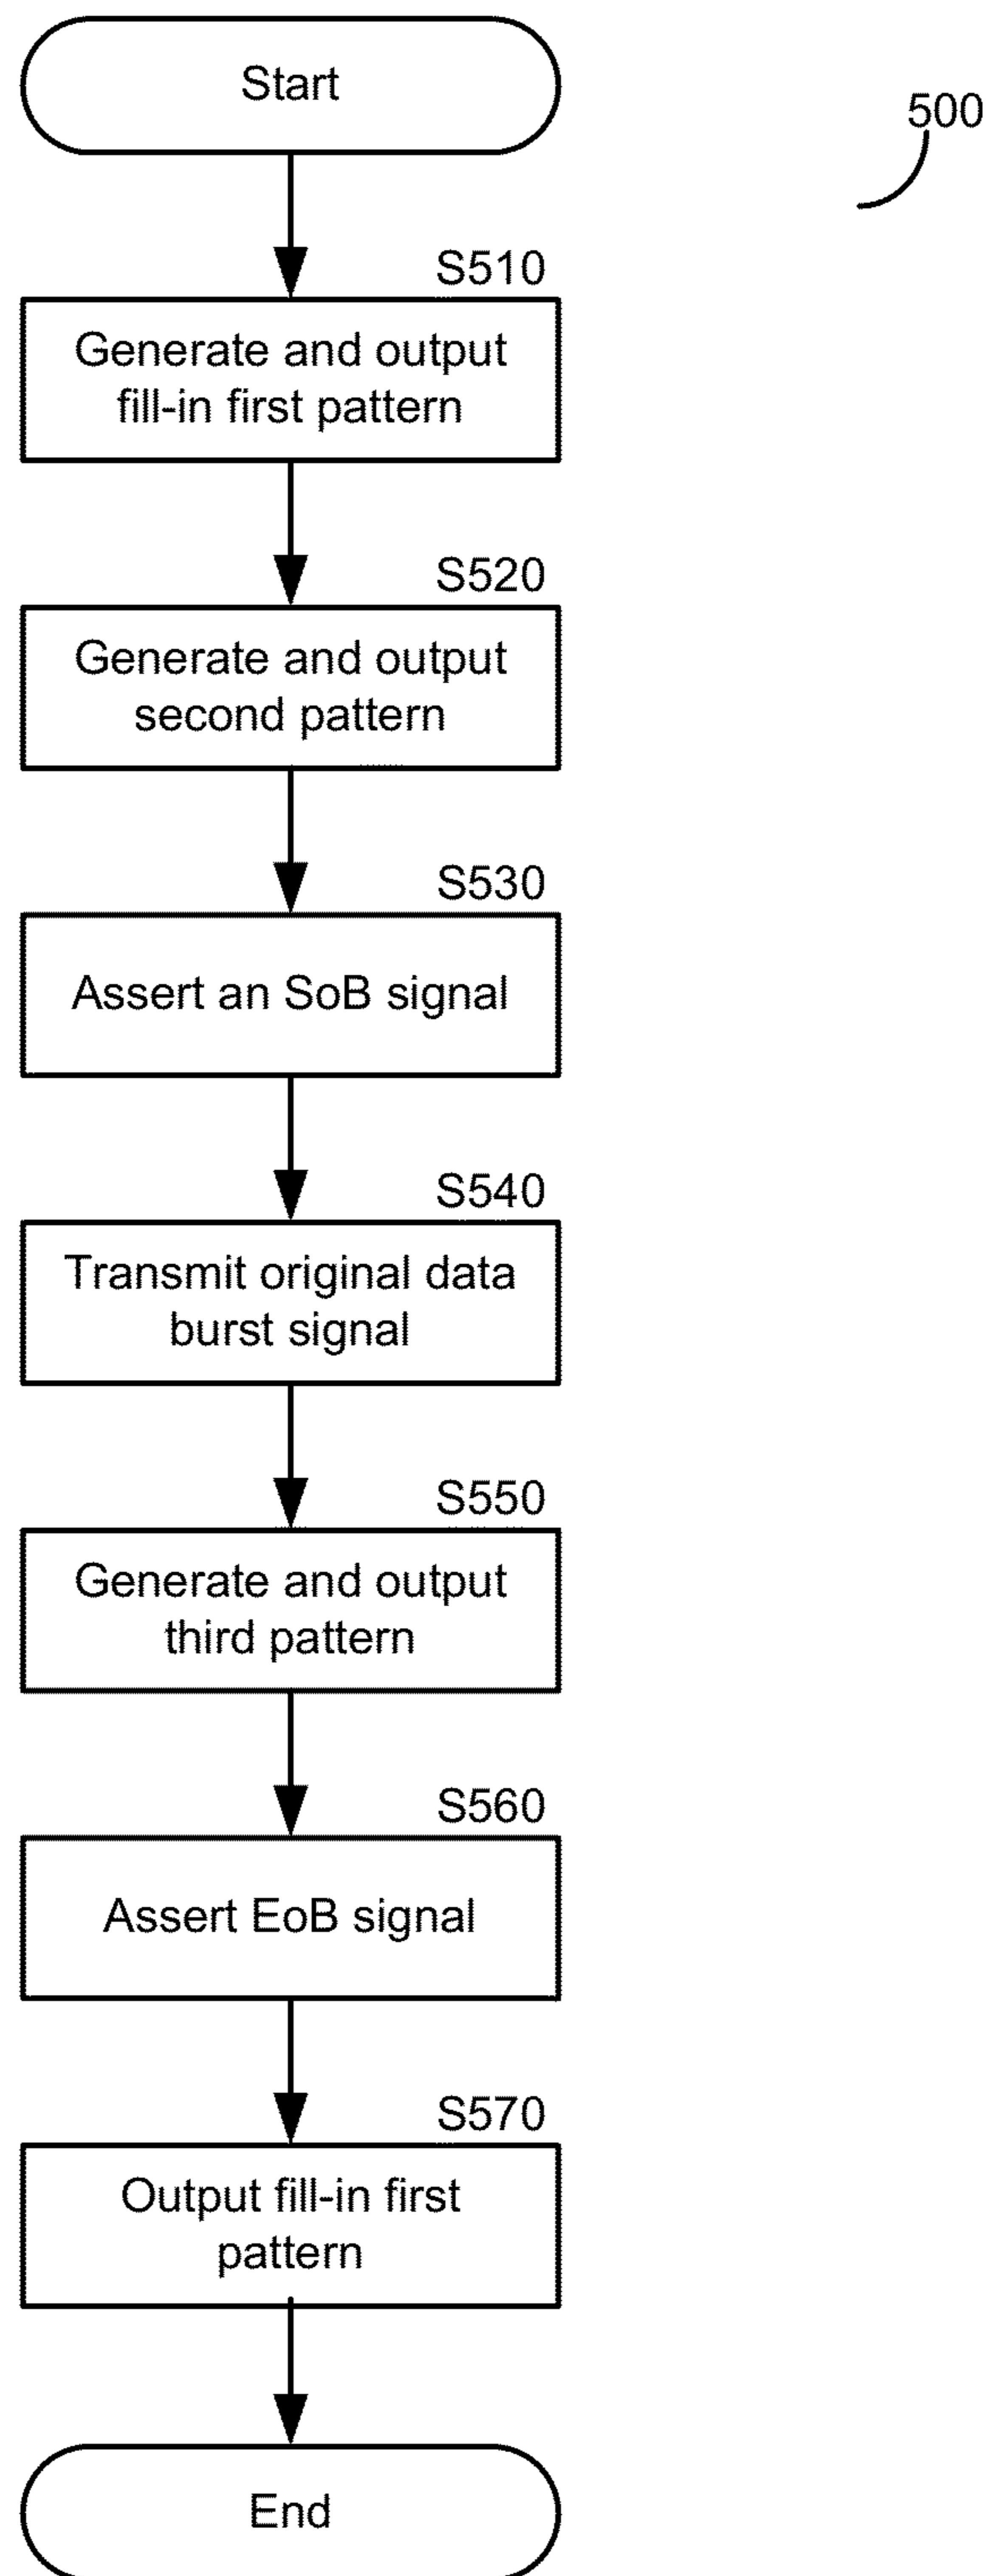 Start
500
S510
Generate and output
fill-in first pattern
S520
Generate and output
second pattern
S530
Assert an SoB signal
S540
Transmit original data
burst signal
S550
Generate and output
third pattern
S560
Assert EoB signal
S570
Output fill-in first
pattern
End